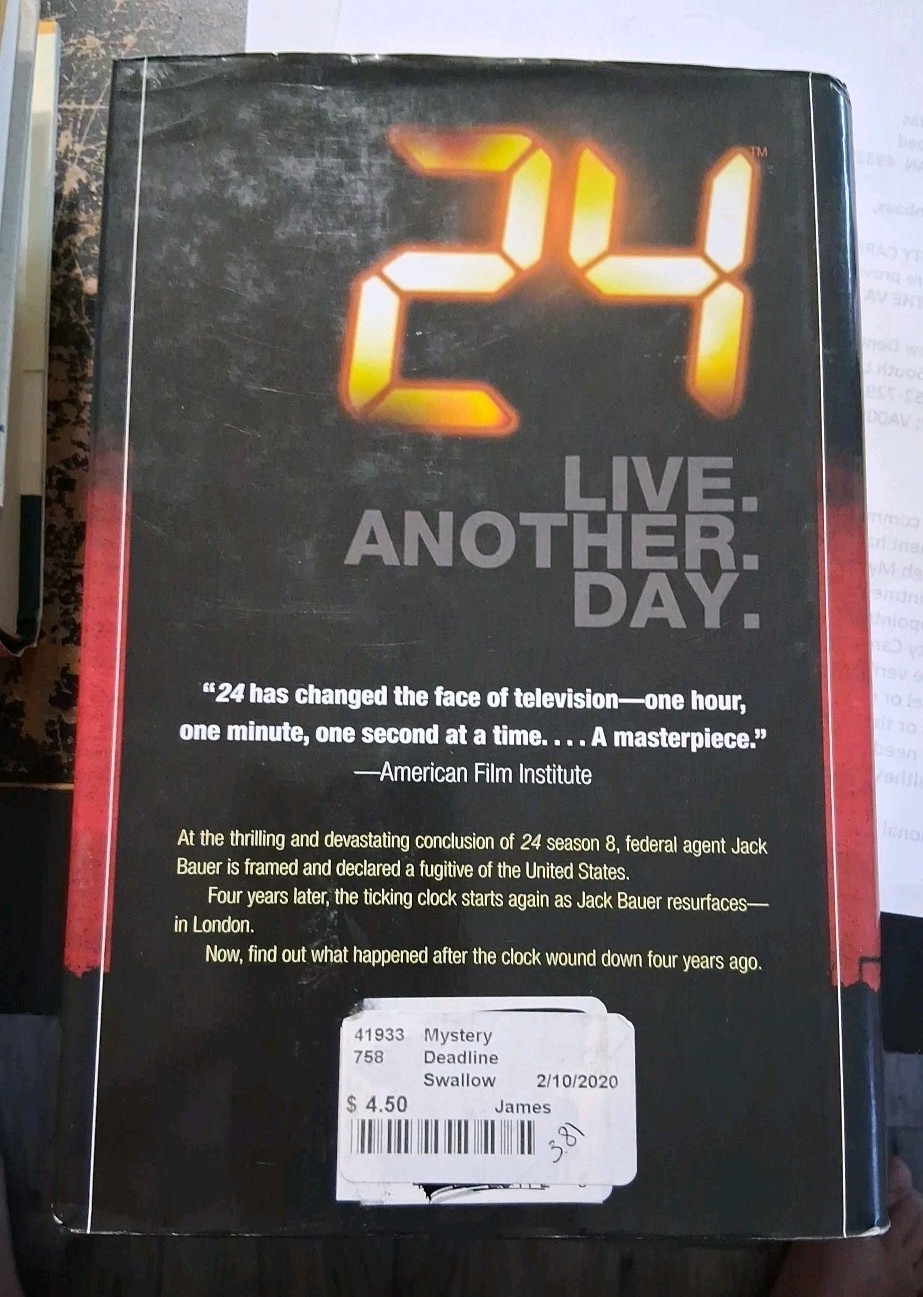 24™
LIVE.
ANOTHER.
DAY.
“24 has changed the face of television—one hour,
one minute, one second at a time. . . . A masterpiece.”
—American Film Institute
At the thrilling and devastating conclusion of 24 season 8, federal agent Jack
Bauer is framed and declared a fugitive of the United States.
Four years later, the ticking clock starts again as Jack Bauer resurfaces—
in London.
Now, find out what happened after the clock wound down four years ago.
41933 Mystery
758 Deadline
Swallow 2/10/2020
$ 4.50 James
3.81